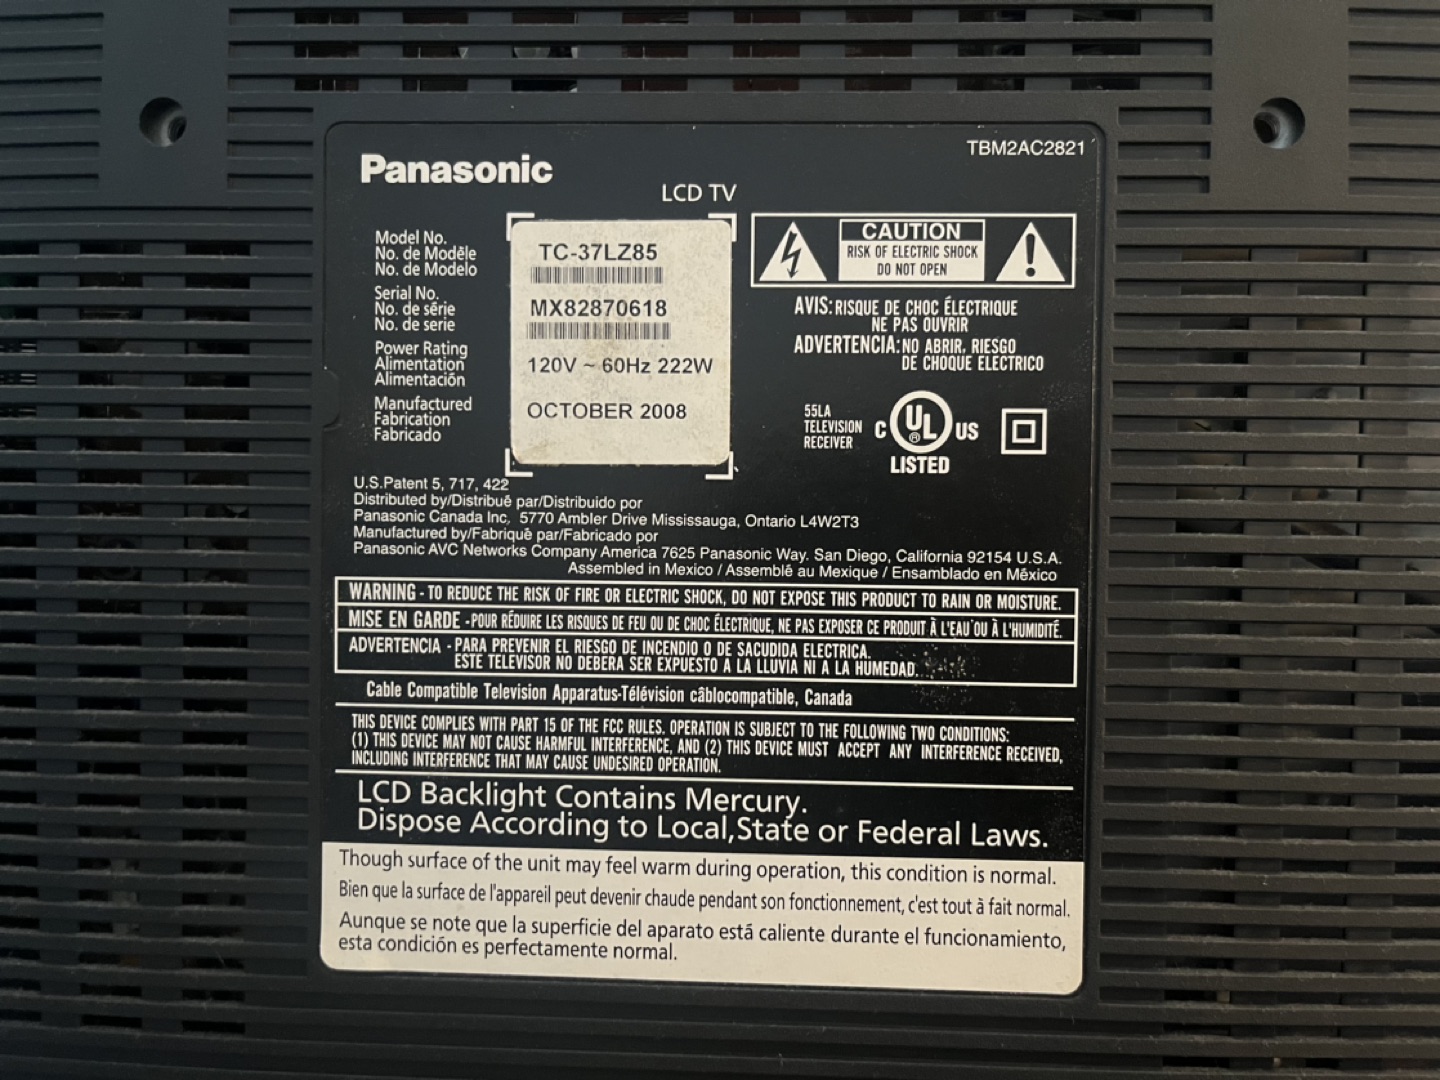 TBM2AC2821
Panasonic
LCD TV
Model No.
No. de Modèle
No. de Modelo
TC-37LZ85
Serial No.
No. de série
No. de serie
MX82870618
Power Rating
Alimentation
Alimentación
120V ~ 60Hz 222W
Manufactured
Fabrication
Fabricado
OCTOBER 2008
CAUTION
RISK OF ELECTRIC SHOCK
DO NOT OPEN
AVIS: RISQUE DE CHOC ÉLECTRIQUE
NE PAS OUVRIR
ADVERTENCIA: NO ABRIR, RIESGO
DE CHOQUE ELECTRICO
55LA
TELEVISION
RECEIVER
C UL ® US
LISTED
U.S.Patent 5, 717, 422
Distributed by/Distribué par/Distribuido por
Panasonic Canada Inc, 5770 Ambler Drive Mississauga, Ontario L4W2T3
Manufactured by/Fabriqué par/Fabricado por
Panasonic AVC Networks Company America 7625 Panasonic Way. San Diego, California 92154 U.S.A.
Assembled in Mexico / Assemblé au Mexique / Ensamblado en México
WARNING - TO REDUCE THE RISK OF FIRE OR ELECTRIC SHOCK, DO NOT EXPOSE THIS PRODUCT TO RAIN OR MOISTURE.
MISE EN GARDE - POUR RÉDUIRE LES RISQUES DE FEU OU DE CHOC ÉLECTRIQUE, NE PAS EXPOSER CE PRODUIT À L'EAU OU À L'HUMIDITÉ.
ADVERTENCIA - PARA PREVENIR EL RIESGO DE INCENDIO O DE SACUDIDA ELECTRICA.
ESTE TELEVISOR NO DEBERA SER EXPUESTO A LA LLUVIA NI A LA HUMEDAD.
Cable Compatible Television Apparatus-Télévision câblocompatible, Canada
THIS DEVICE COMPLIES WITH PART 15 OF THE FCC RULES. OPERATION IS SUBJECT TO THE FOLLOWING TWO CONDITIONS:
(1) THIS DEVICE MAY NOT CAUSE HARMFUL INTERFERENCE, AND (2) THIS DEVICE MUST ACCEPT ANY INTERFERENCE RECEIVED,
INCLUDING INTERFERENCE THAT MAY CAUSE UNDESIRED OPERATION.
LCD Backlight Contains Mercury.
Dispose According to Local,State or Federal Laws.
Though surface of the unit may feel warm during operation, this condition is normal.
Bien que la surface de l'appareil peut devenir chaude pendant son fonctionnement, c'est tout à fait normal.
Aunque se note que la superficie del aparato está caliente durante el funcionamiento,
esta condición es perfectamente normal.